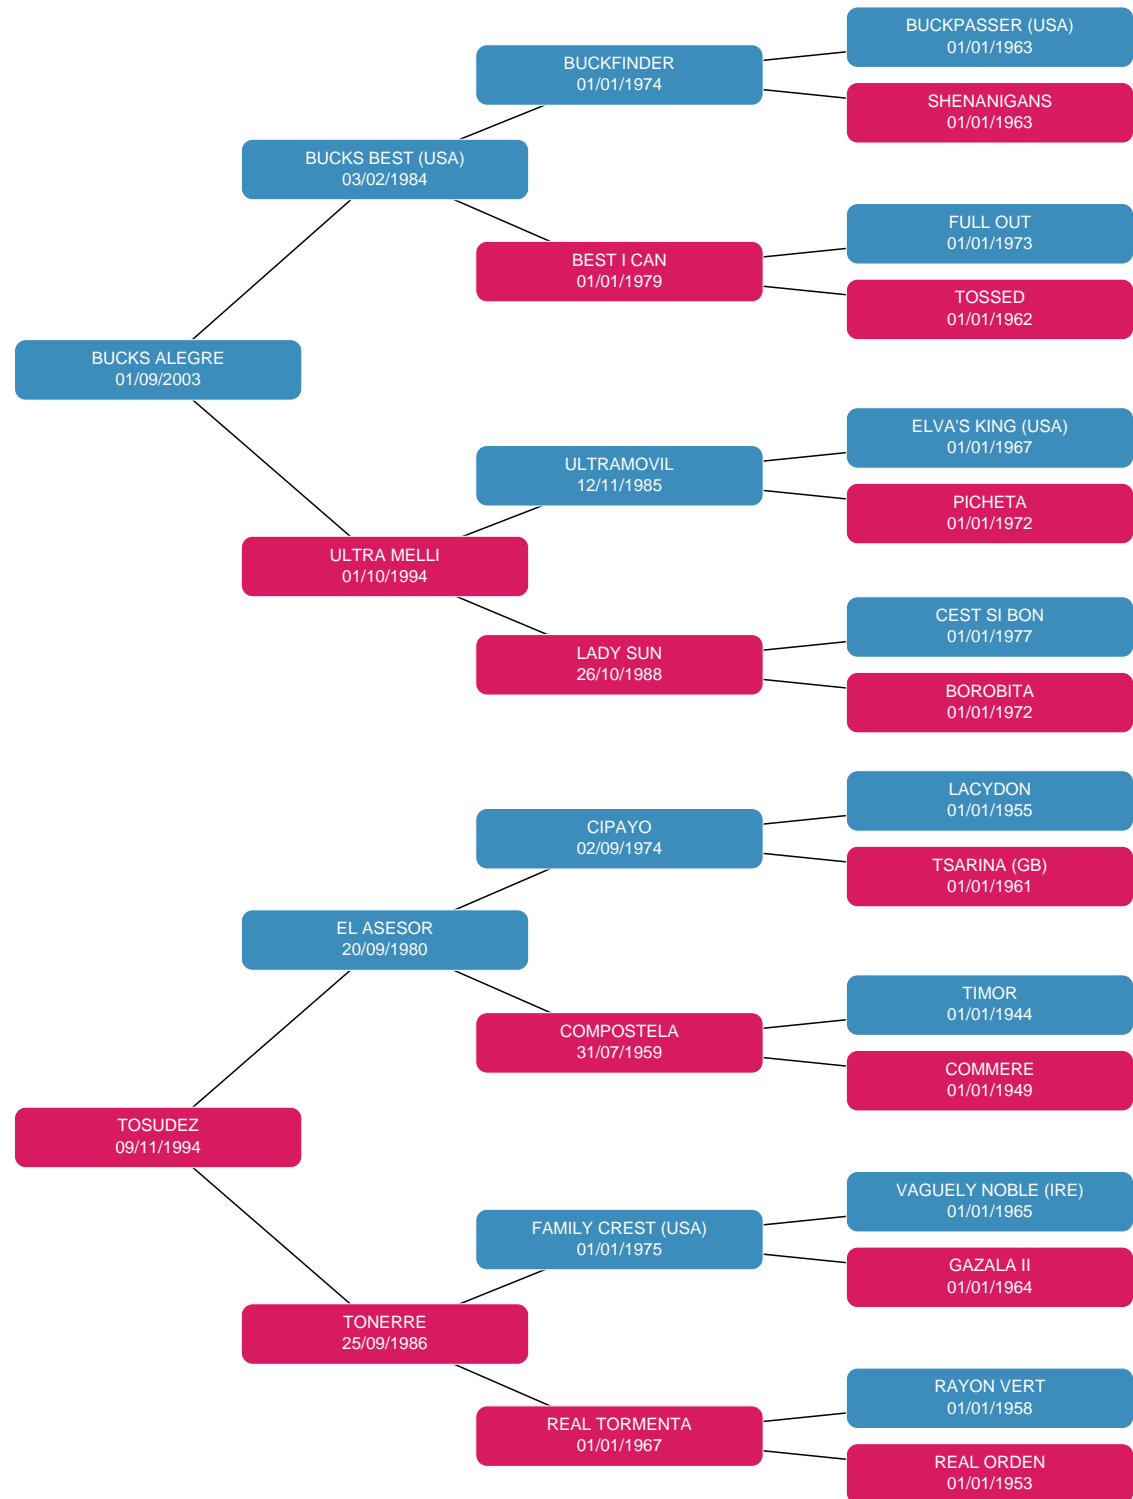 BUCKPASSER (USA)
01/01/1963
BUCKFINDER
01/01/1974
SHENANIGANS
01/01/1963
BUCKS BEST (USA)
03/02/1984
FULL OUT
01/01/1973
BEST I CAN
01/01/1979
TOSSED
01/01/1962
BUCKS ALEGRE
01/09/2003
ELVA'S KING (USA)
01/01/1967
ULTRAMOVIL
12/11/1985
PICHETA
01/01/1972
ULTRA MELLI
01/10/1994
CEST SI BON
01/01/1977
LADY SUN
26/10/1988
BOROBITA
01/01/1972
LACYDON
01/01/1955
CIPAYO
02/09/1974
TSARINA (GB)
01/01/1961
EL ASESOR
20/09/1980
TIMOR
01/01/1944
COMPOSTELA
31/07/1959
COMMERE
01/01/1949
TOSUDEZ
09/11/1994
VAGUELY NOBLE (IRE)
01/01/1965
FAMILY CREST (USA)
01/01/1975
GAZALA II
01/01/1964
TONERRE
25/09/1986
RAYON VERT
01/01/1958
REAL TORMENTA
01/01/1967
REAL ORDEN
01/01/1953